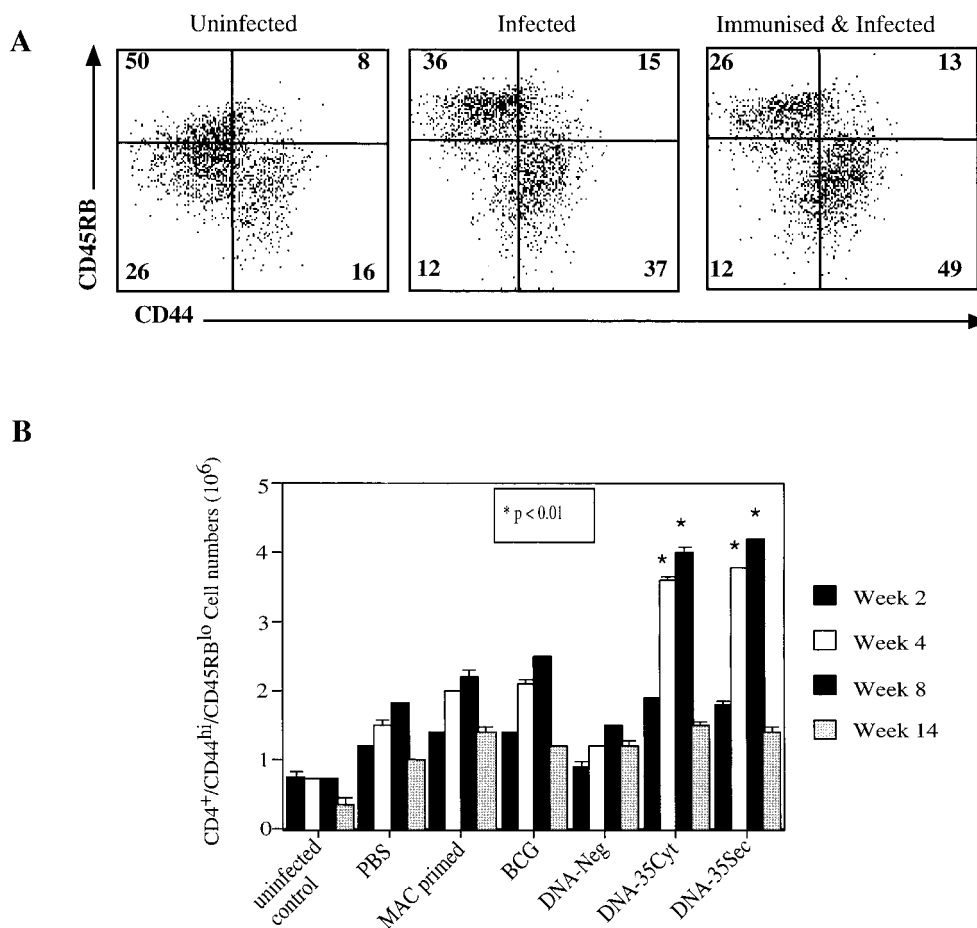 A
Uninfected
Infected
Immunised & Infected
50 8
36 15
26 13
CD45RB
26 16
12 37
12 49
CD44
B
CD4+/CD44hi/CD45RBlo Cell numbers (10^6)
5
4
3
2
1
0
* p < 0.01
* *
* *
Week 2
Week 4
Week 8
Week 14
uninfected
control
PBS
MAC primed
BCG
DNA-Neg
DNA-35Cyt
DNA-35Sec